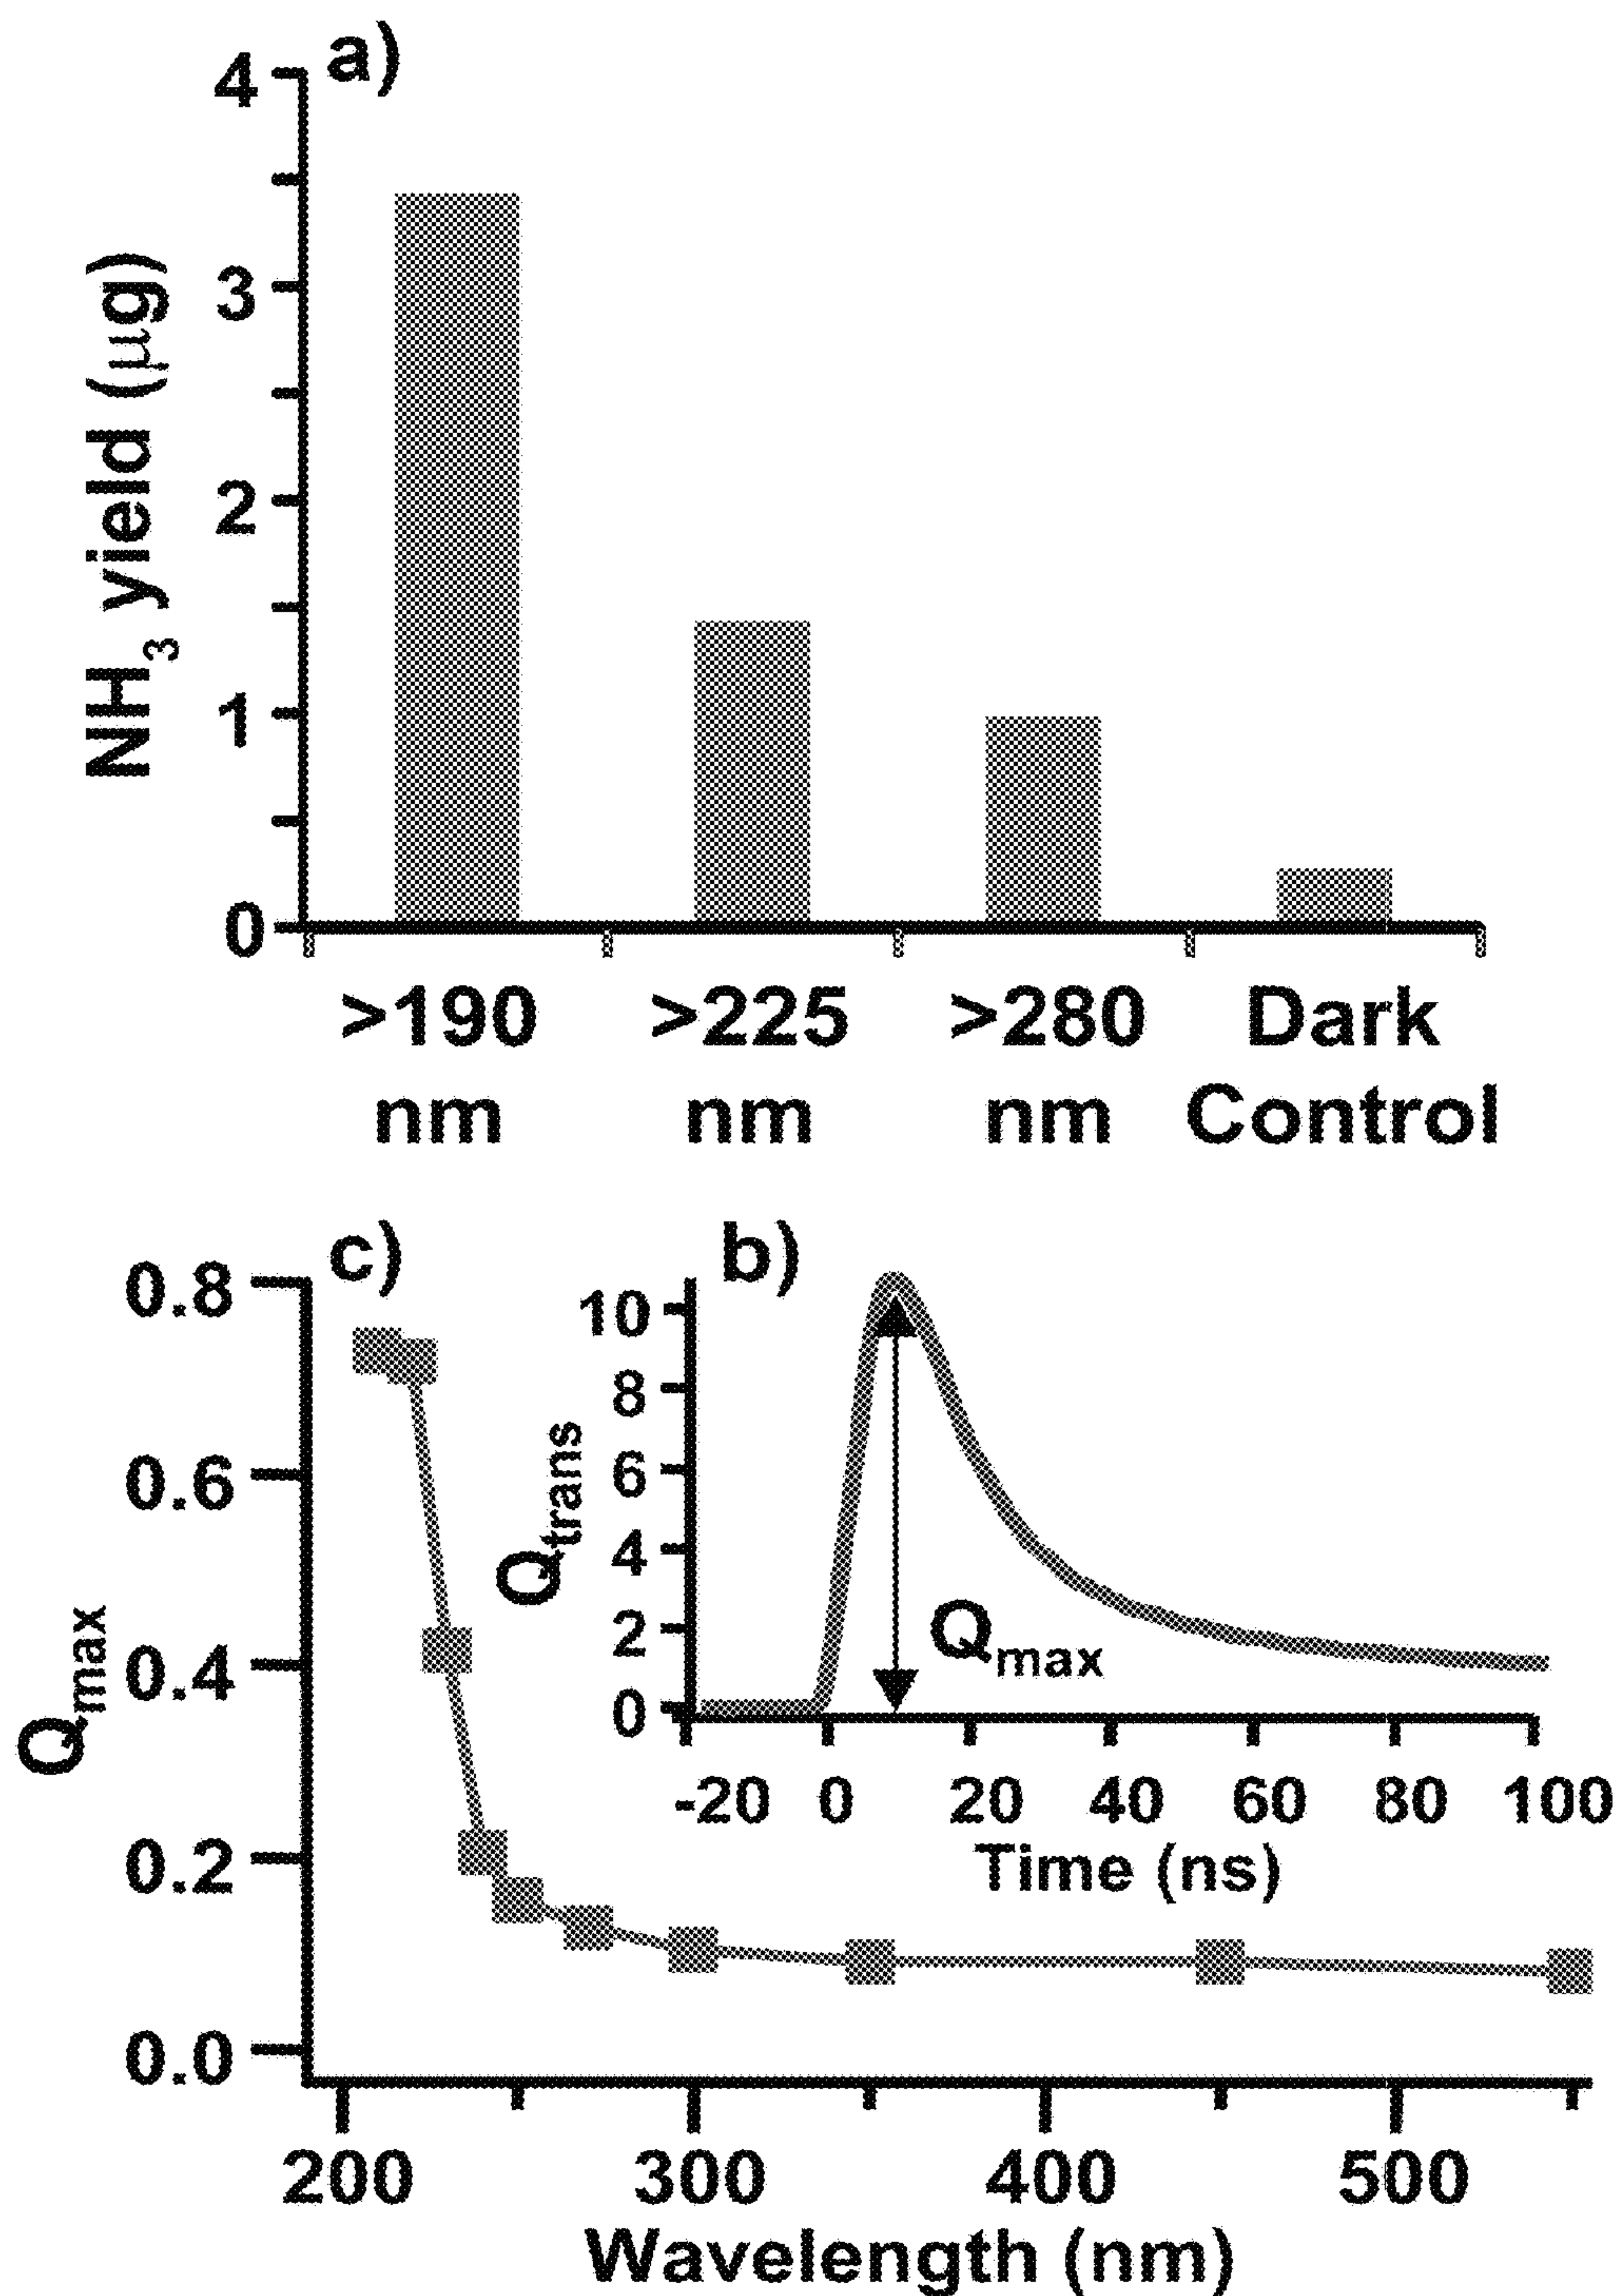 a)
4
3
2
1
0
NH₃ yield (μg)
>190 nm
>225 nm
>280 nm
Dark Control
c)
0.8
0.6
0.4
0.2
0.0
Qmax
200 300 400 500
Wavelength (nm)
b)
10
8
6
4
2
0
Qtrans
Qmax
-20 0 20 40 60 80 100
Time (ns)